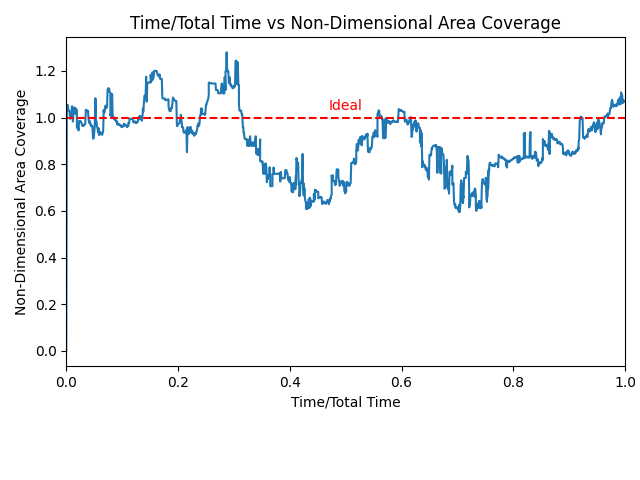 Time/Total Time vs Non-Dimensional Area Coverage
Non-Dimensional Area Coverage
1.2
1.0
0.8
0.6
0.4
0.2
0.0
Ideal
0.0 0.2 0.4 0.6 0.8 1.0
Time/Total Time